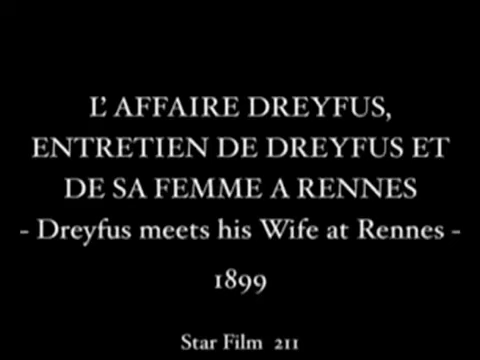 L' AFFAIRE DREYFUS,
ENTRETIEN DE DREYFUS ET
DE SA FEMME A RENNES
- Dreyfus meets his Wife at Rennes -
1899
Star Film 211